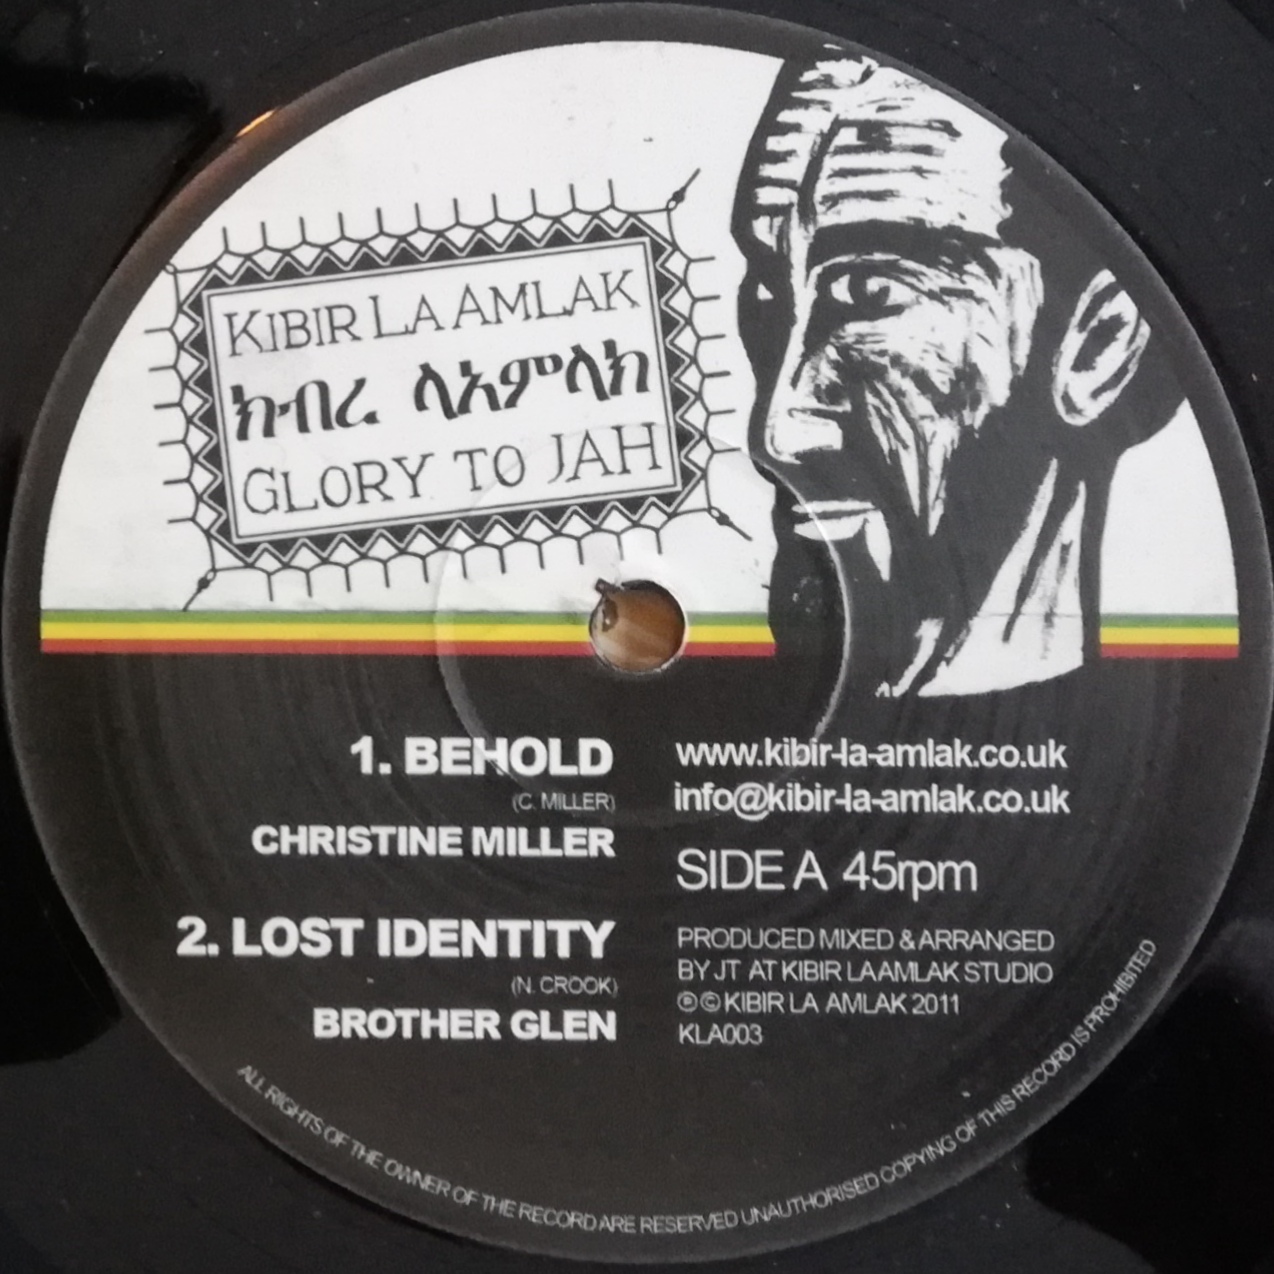 KIBIR LA AMLAK
ክብረ ላአምላክ
GLORY TO JAH
1. BEHOLD
(C. MILLER)
CHRISTINE MILLER
2. LOST IDENTITY
(N. CROOK)
BROTHER GLEN
www.kibir-la-amlak.co.uk
info@kibir-la-amlak.co.uk
SIDE A 45rpm
PRODUCED MIXED & ARRANGED
BY JT AT KIBIR LA AMLAK STUDIO
℗ © KIBIR LA AMLAK 2011
KLA003
ALL RIGHTS OF THE OWNER OF THE RECORD ARE RESERVED UNAUTHORISED COPYING OF THIS RECORD IS PROHIBITED